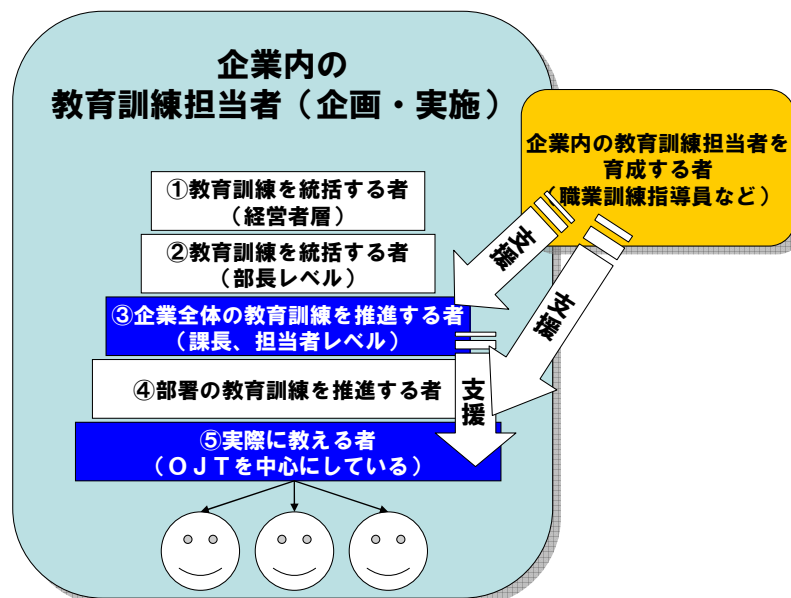 企業内の
教育訓練担当者（企画・実施）
企業内の教育訓練担当者を
育成する者
（職業訓練指導員など）
①教育訓練を統括する者
（経営者層）
②教育訓練を統括する者
（部長レベル）
③企業全体の教育訓練を推進する者
（課長、担当者レベル）
④部署の教育訓練を推進する者
⑤実際に教える者
（ＯＪＴを中心にしている）
支援
支援
支援